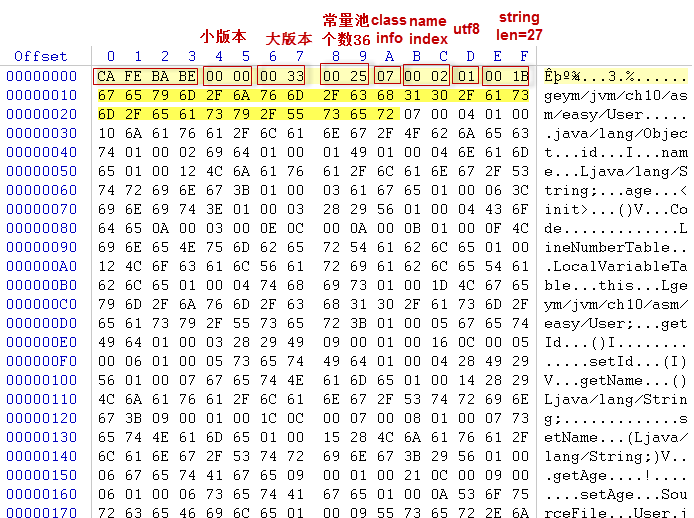 小版本 大版本 常量池个数36 class info name index utf8 string len=27
Offset 0 1 2 3 4 5 6 7 8 9 A B C D E F
00000000 CA FE BA BE 00 00 00 33 00 25 07 00 02 01 00 1B Êþº¾...3.%......
00000010 67 65 79 6D 2F 6A 76 6D 2F 63 68 31 30 2F 61 73 geym/jvm/ch10/as
00000020 6D 2F 65 61 73 79 2F 55 73 65 72 07 00 04 01 00 m/easy/User.....
00000030 10 6A 61 76 61 2F 6C 61 6E 67 2F 4F 62 6A 65 63 .java/lang/Objec
00000040 74 01 00 02 69 64 01 00 01 49 01 00 04 6E 61 6D t...id...I...nam
00000050 65 01 00 12 4C 6A 61 76 61 2F 6C 61 6E 67 2F 53 e...Ljava/lang/S
00000060 74 72 69 6E 67 3B 01 00 03 61 67 65 01 00 06 3C tring;...age...<
00000070 69 6E 69 74 3E 01 00 03 28 29 56 01 00 04 43 6F init>...()V...Co
00000080 64 65 0A 00 03 00 0E 0C 00 0A 00 0B 01 00 0F 4C de.............L
00000090 69 6E 65 4E 75 6D 62 65 72 54 61 62 6C 65 01 00 ineNumberTable..
000000A0 12 4C 6F 63 61 6C 56 61 72 69 61 62 6C 65 54 61 .LocalVariableTa
000000B0 62 6C 65 01 00 04 74 68 69 73 01 00 1D 4C 67 65 ble...this...Lge
000000C0 79 6D 2F 6A 76 6D 2F 63 68 31 30 2F 61 73 6D 2F ym/jvm/ch10/asm/
000000D0 65 61 73 79 2F 55 73 65 72 3B 01 00 05 67 65 74 easy/User;...get
000000E0 49 64 01 00 03 28 29 49 09 00 01 00 16 0C 00 05 Id...()I........
000000F0 00 06 01 00 05 73 65 74 49 64 01 00 04 28 49 29 .....setId...(I)
00000100 56 01 00 07 67 65 74 4E 61 6D 65 01 00 14 28 29 V...getName...()
00000110 4C 6A 61 76 61 2F 6C 61 6E 67 2F 53 74 72 69 6E Ljava/lang/Strin
00000120 67 3B 09 00 01 00 1C 0C 00 07 00 08 01 00 07 73 g;.............s
00000130 65 74 4E 61 6D 65 01 00 15 28 4C 6A 61 76 61 2F etName...(Ljava/
00000140 6C 61 6E 67 2F 53 74 72 69 6E 67 3B 29 56 01 00 lang/String;)V..
00000150 06 67 65 74 41 67 65 09 00 01 00 21 0C 00 09 00 .getAge....!....
00000160 06 01 00 06 73 65 74 41 67 65 01 00 0A 53 6F 75 ....setAge...Sou
00000170 72 63 65 46 69 6C 65 01 00 09 55 73 65 72 2E 6A rceFile...User.j